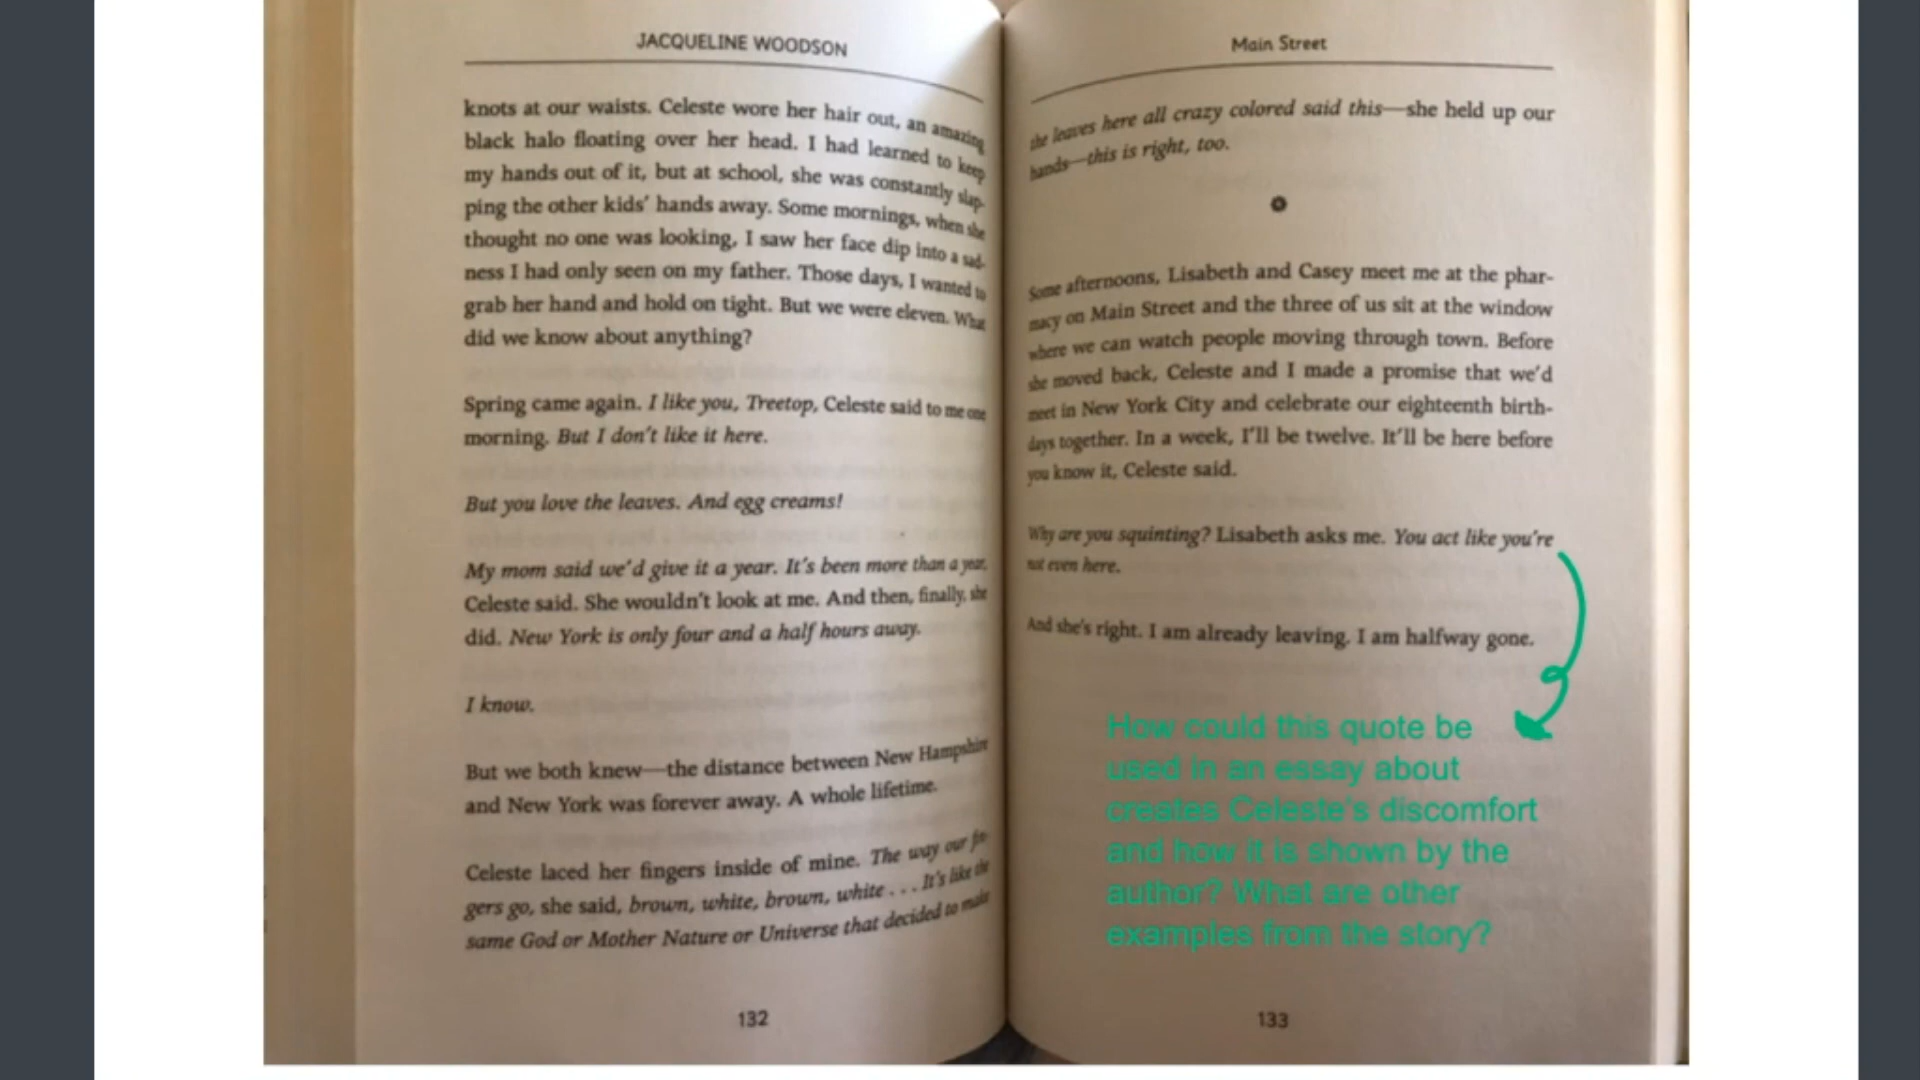 JACQUELINE WOODSON
knots at our waists. Celeste wore her hair out, an amazing
black halo floating over her head. I had learned to keep
my hands out of it, but at school, she was constantly slap-
ping the other kids' hands away. Some mornings, when she
thought no one was looking, I saw her face dip into a sad-
ness I had only seen on my father. Those days, I wanted to
grab her hand and hold on tight. But we were eleven. What
did we know about anything?
Spring came again. I like you, Treetop, Celeste said to me one
morning. But I don't like it here.
But you love the leaves. And egg creams!
My mom said we'd give it a year. It's been more than a year,
Celeste said. She wouldn't look at me. And then, finally, she
did. New York is only four and a half hours away.
I know.
But we both knew—the distance between New Hampshire
and New York was forever away. A whole lifetime.
Celeste laced her fingers inside of mine. The way our fin-
gers go, she said, brown, white, brown, white . . . It's like the
same God or Mother Nature or Universe that decided to make
132
Main Street
the leaves here all crazy colored said this—she held up our
hands—this is right, too.
Some afternoons, Lisabeth and Casey meet me at the phar-
macy on Main Street and the three of us sit at the window
where we can watch people moving through town. Before
she moved back, Celeste and I made a promise that we'd
meet in New York City and celebrate our eighteenth birth-
days together. In a week, I'll be twelve. It'll be here before
you know it, Celeste said.
Why are you squinting? Lisabeth asks me. You act like you're
not even here.
And she's right. I am already leaving. I am halfway gone.
How could this quote be
used in an essay about
creates Celeste's discomfort
and how it is shown by the
author? What are other
examples from the story?
133